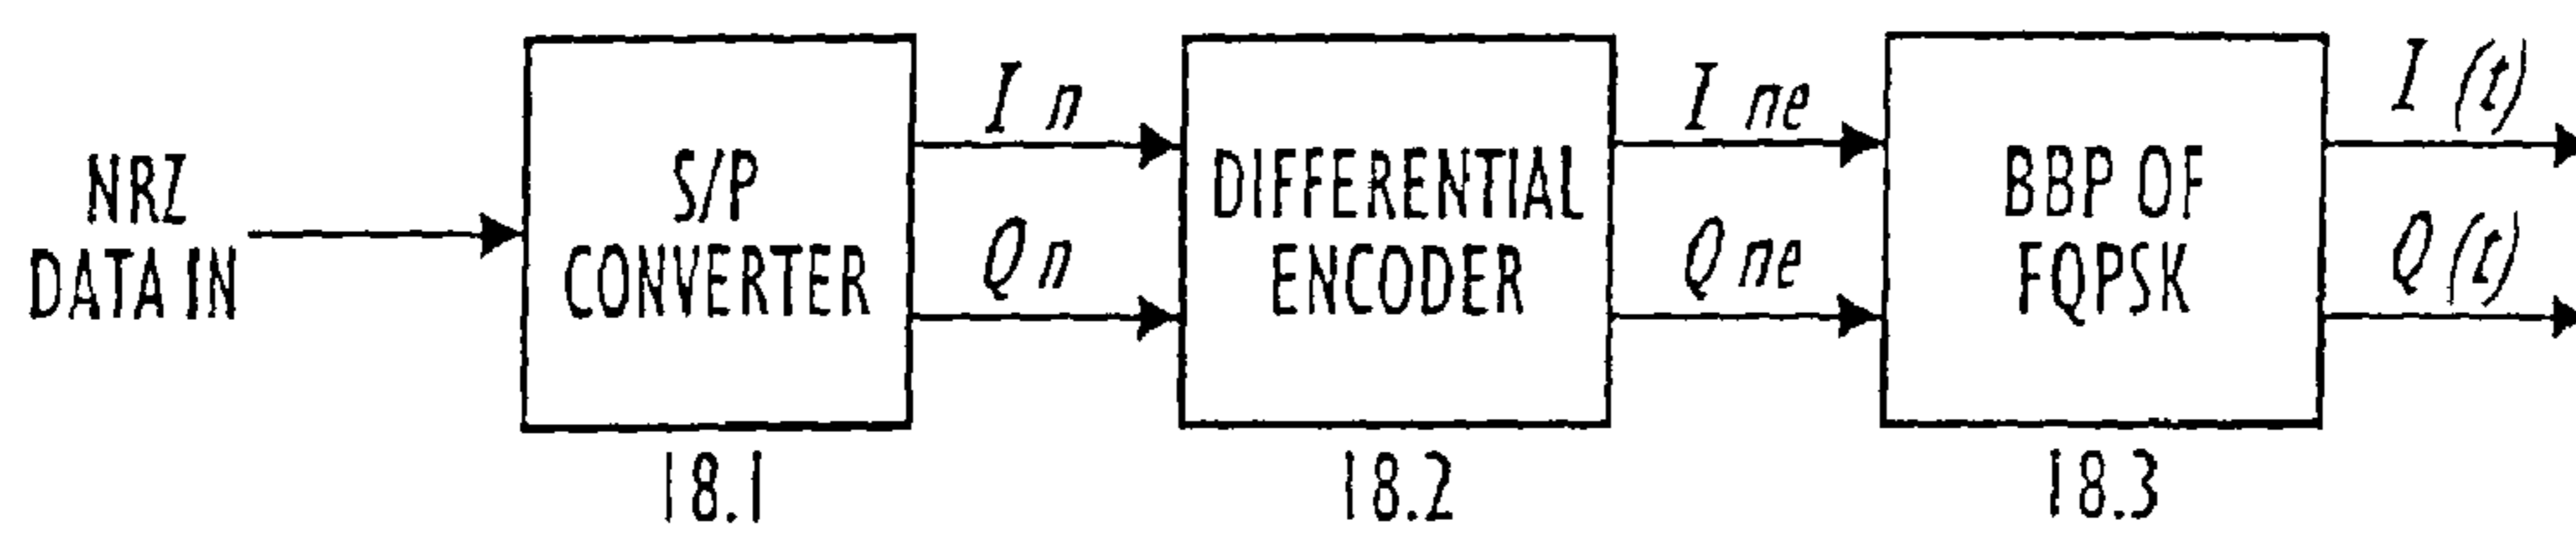 NRZ
DATA IN
S/P
CONVERTER
18.1
I n
Q n
DIFFERENTIAL
ENCODER
18.2
I ne
Q ne
BBP OF
FQPSK
18.3
I (t)
Q (t)